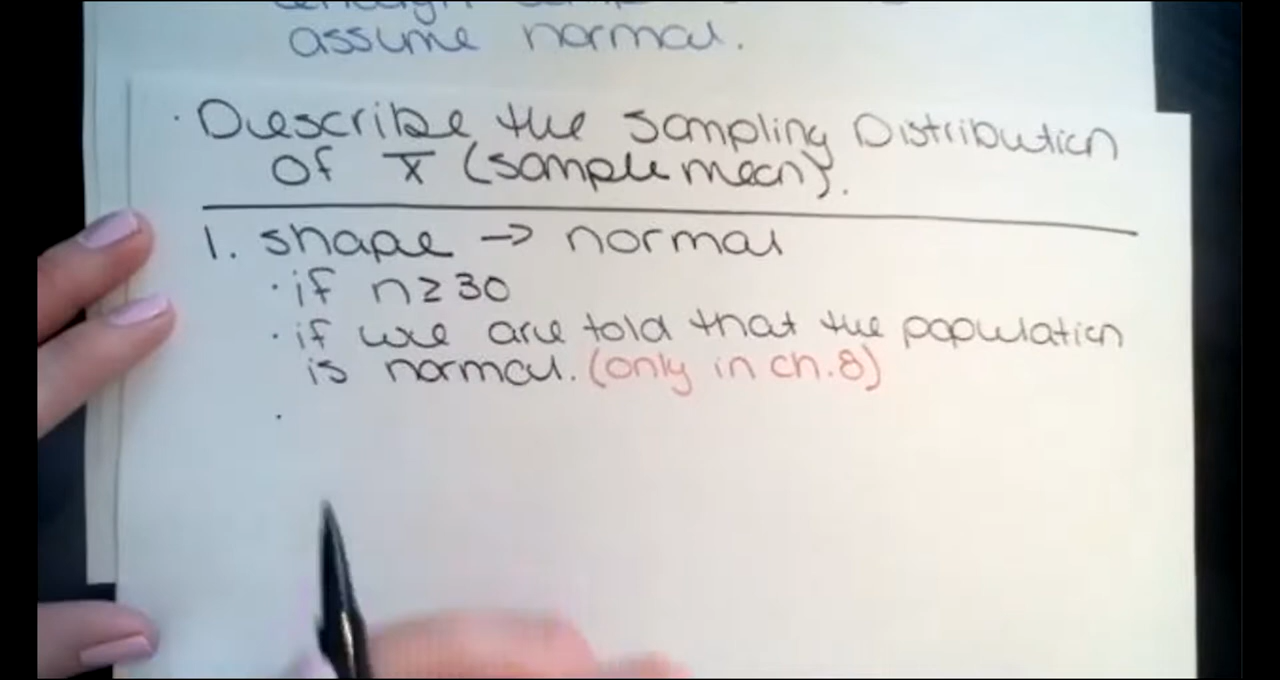 assume normal.
· Describe the Sampling Distribution
of x̅ (sample mean).
1. shape → normal
· if n ≥ 30
· if we are told that the population
is normal. (only in ch.8)
·